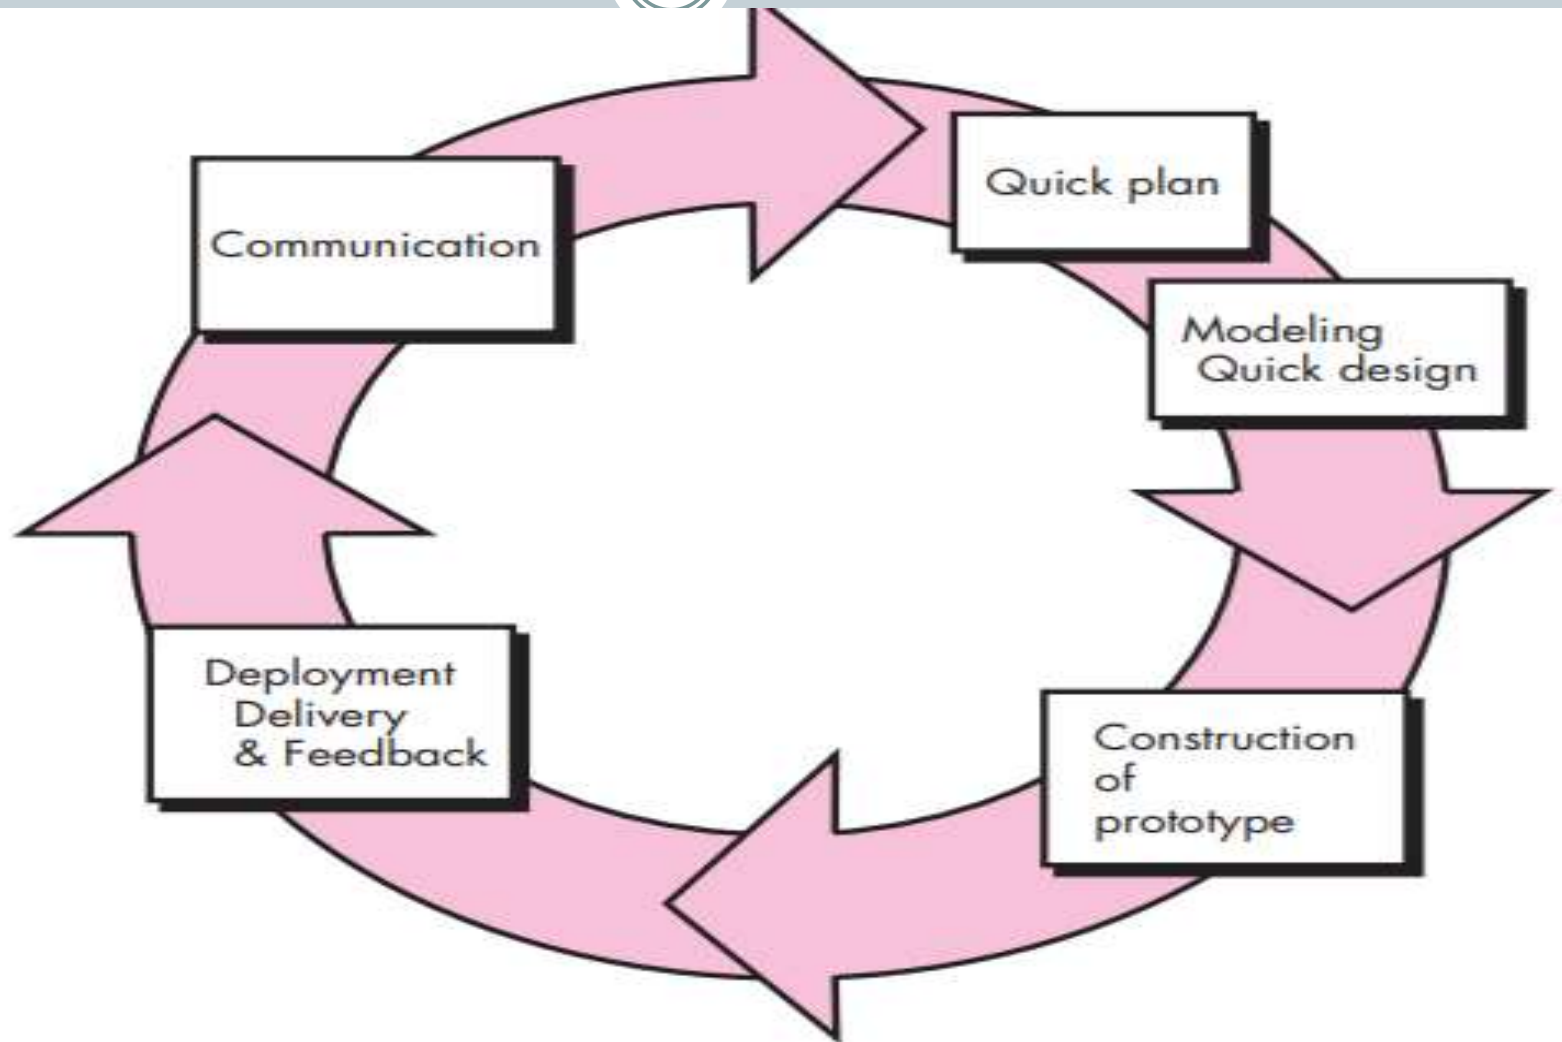 Communication
Quick plan
Modeling
Quick design
Construction
of
prototype
Deployment
Delivery
& Feedback